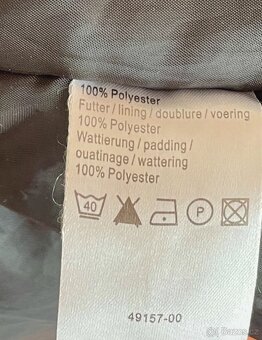 100% Polyester
Futter / lining / doublure / voering
100% Polyester
Wattierung / padding /
ouatinage / wattering
100% Polyester
40
P
49157-00